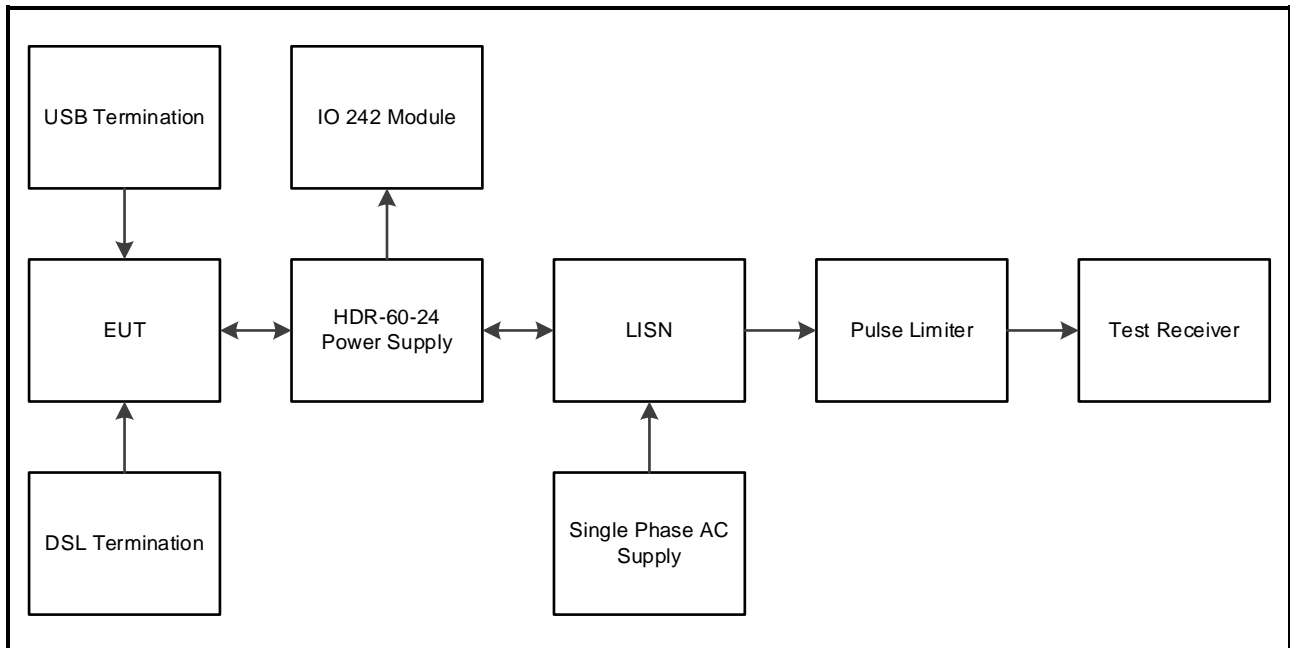 USB Termination
IO 242 Module
EUT
HDR-60-24
Power Supply
LISN
Pulse Limiter
Test Receiver
DSL Termination
Single Phase AC
Supply